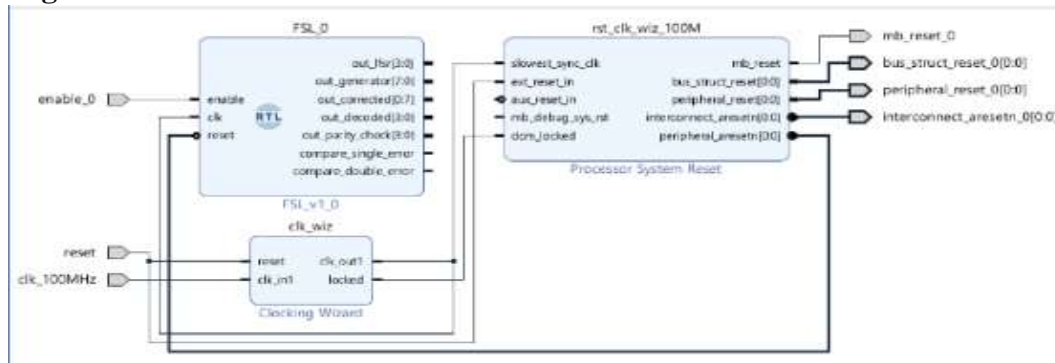 FSL_0
out_lfsr[3:0]
out_generator[7:0]
enable
out_corrected[0:7]
clk
RTL
out_decoded[3:0]
reset
out_parity_check[8:0]
compare_single_error
compare_double_error
FSL_v1_0
enable_0
rst_clk_wiz_100M
slowest_sync_clk
mb_reset
ext_reset_in
bus_struct_reset[0:0]
aux_reset_in
peripheral_reset[0:0]
mb_debug_sys_rst
interconnect_aresetn[0:0]
dcm_locked
peripheral_aresetn[0:0]
Processor System Reset
mb_reset_0
bus_struct_reset_0[0:0]
peripheral_reset_0[0:0]
interconnect_aresetn_0[0:0]
clk_wiz
reset
clk_out1
clk_in1
locked
Clocking Wizard
reset
clk_100MHz